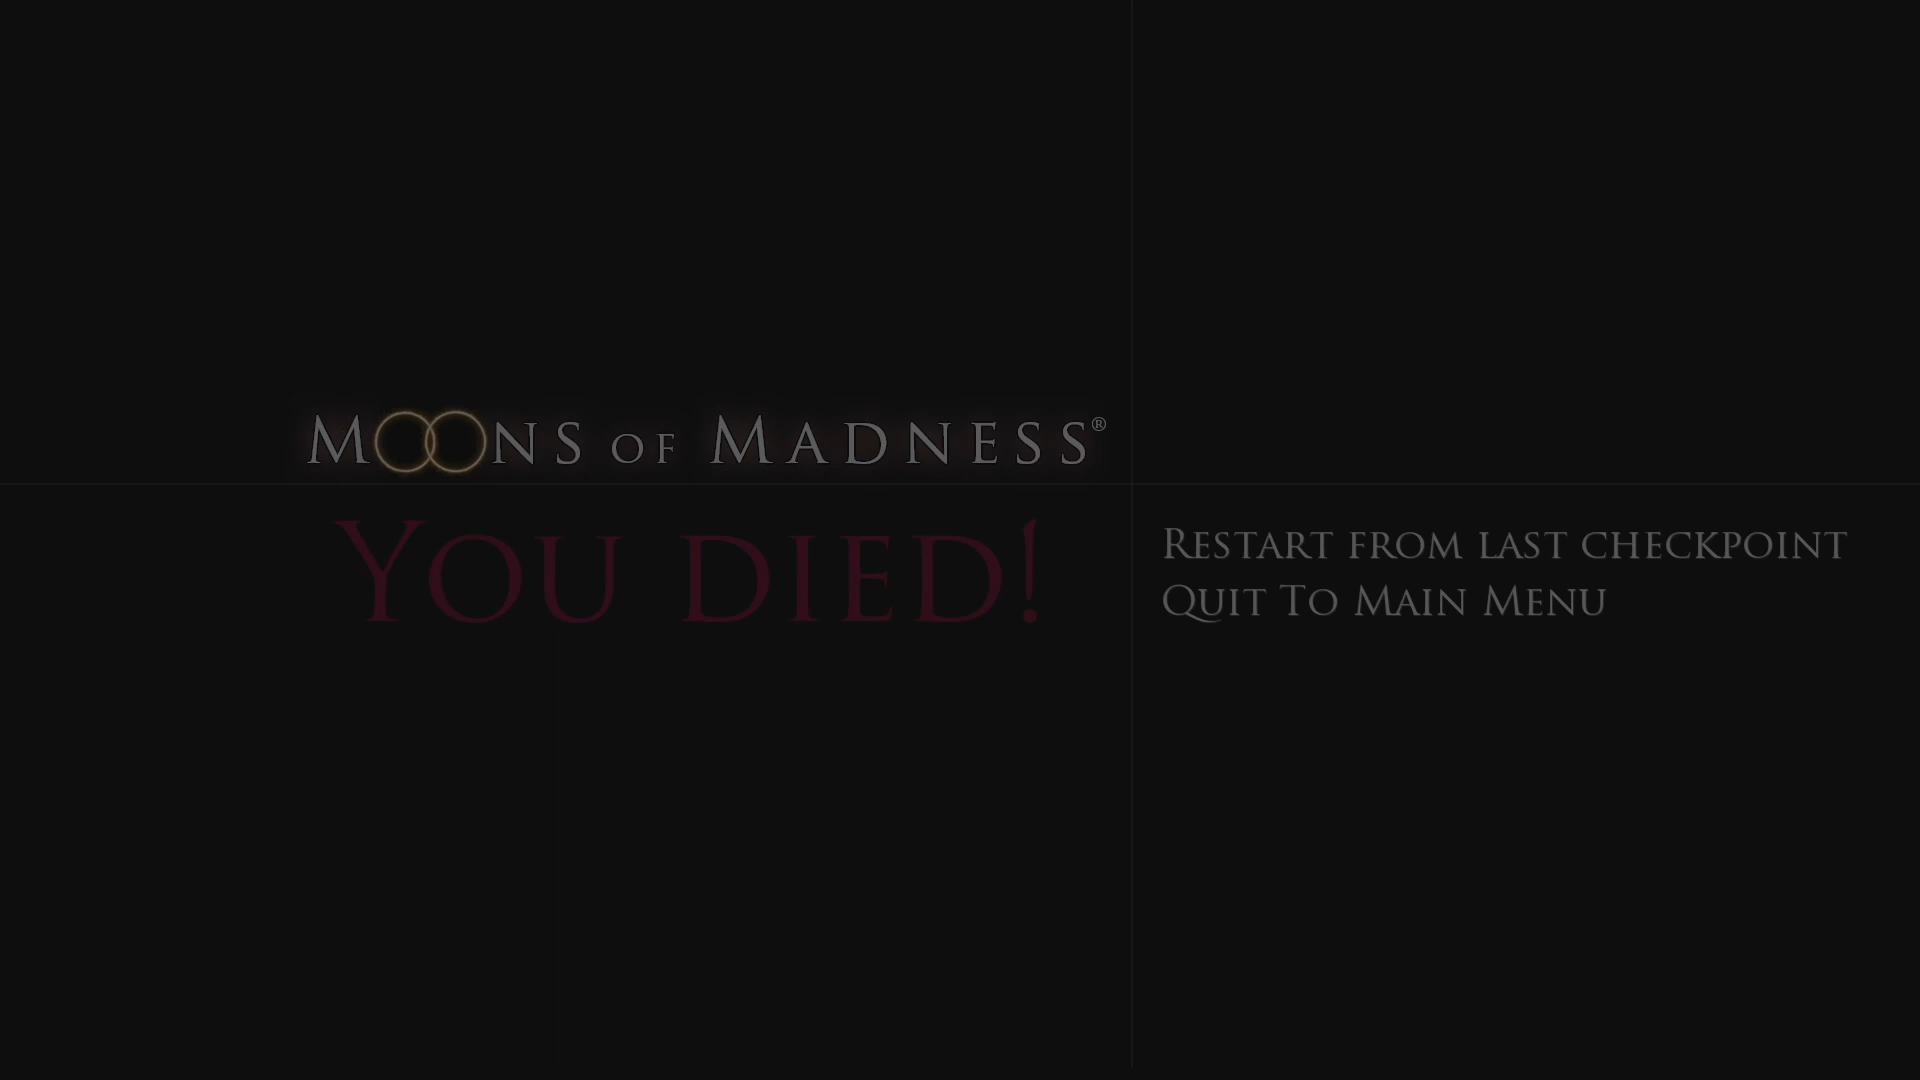 Moons of Madness®
You died!
Restart from last checkpoint
Quit To Main Menu